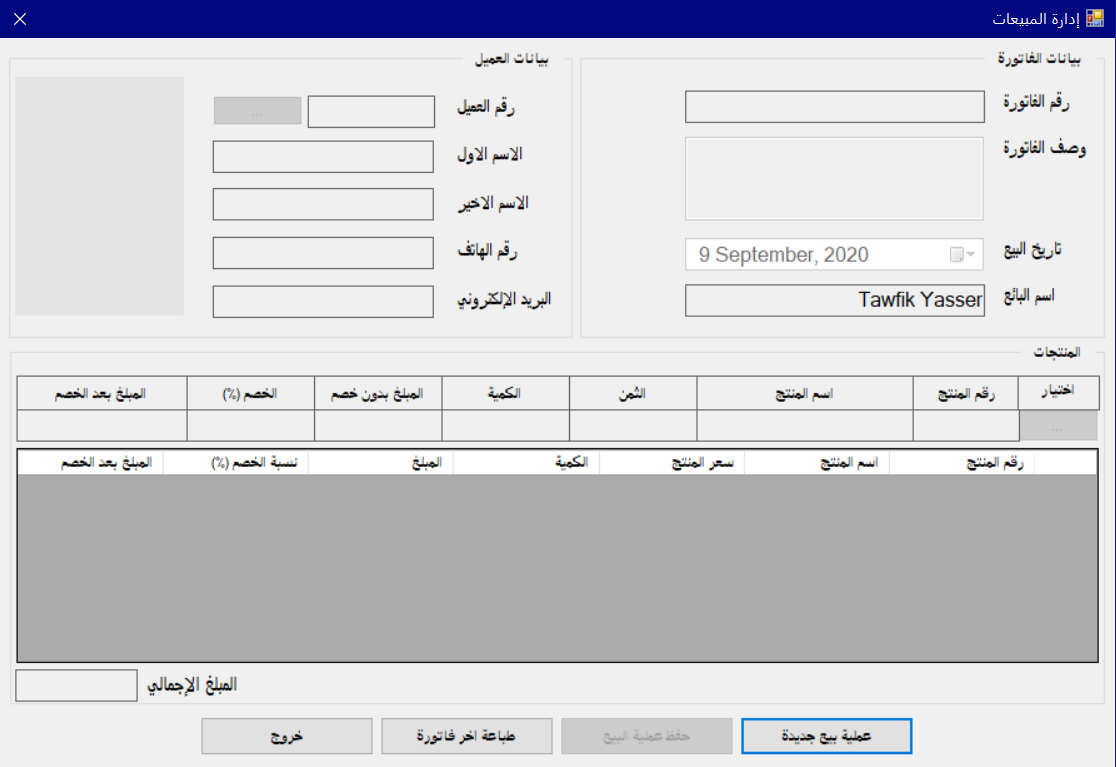 إدارة المبيعات
بيانات الفاتورة
رقم الفاتورة
وصف الفاتورة
تاريخ البيع
9 September, 2020
اسم البائع
Tawfik Yasser
بيانات العميل
رقم العميل
...
الاسم الاول
الاسم الاخير
رقم الهاتف
البريد الإلكتروني
المنتجات
اختيار رقم المنتج اسم المنتج الثمن الكمية المبلغ بدون خصم الخصم (%) المبلغ بعد الخصم
...
رقم المنتج اسم المنتج سعر المنتج الكمية المبلغ نسبة الخصم (%) المبلغ بعد الخصم
المبلغ الإجمالي
عملية بيع جديدة حفظ عملية البيع طباعة اخر فاتورة خروج